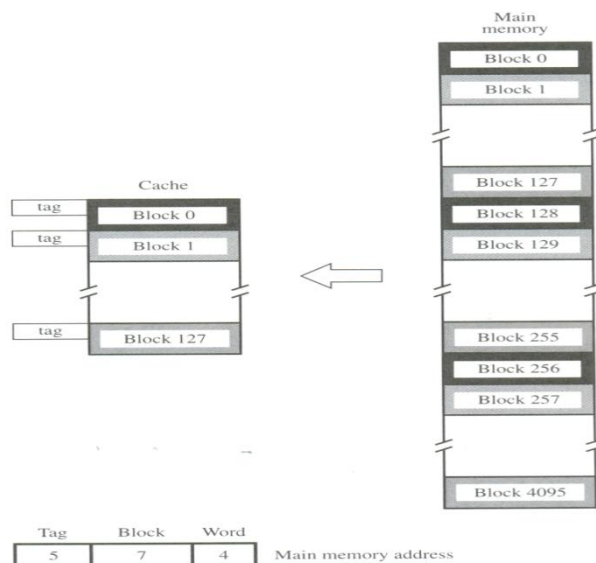 Main
memory
Block 0
Block 1
Block 127
Block 128
Block 129
Block 255
Block 256
Block 257
Block 4095
Cache
tag
Block 0
tag
Block 1
tag
Block 127
Tag Block Word
5 7 4 Main memory address